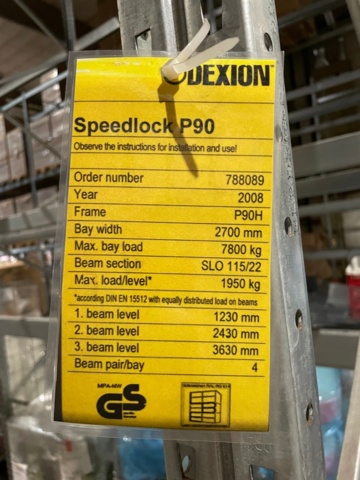 DEXION
Speedlock P90
Observe the instructions for installation and use!
Order number 788089
Year 2008
Frame P90H
Bay width 2700 mm
Max. bay load 7800 kg
Beam section SLO 115/22
Max. load/level* 1950 kg
*according DIN EN 15512 with equally distributed load on beams
1. beam level 1230 mm
2. beam level 2430 mm
3. beam level 3630 mm
Beam pair/bay 4
MPA-NW
GS